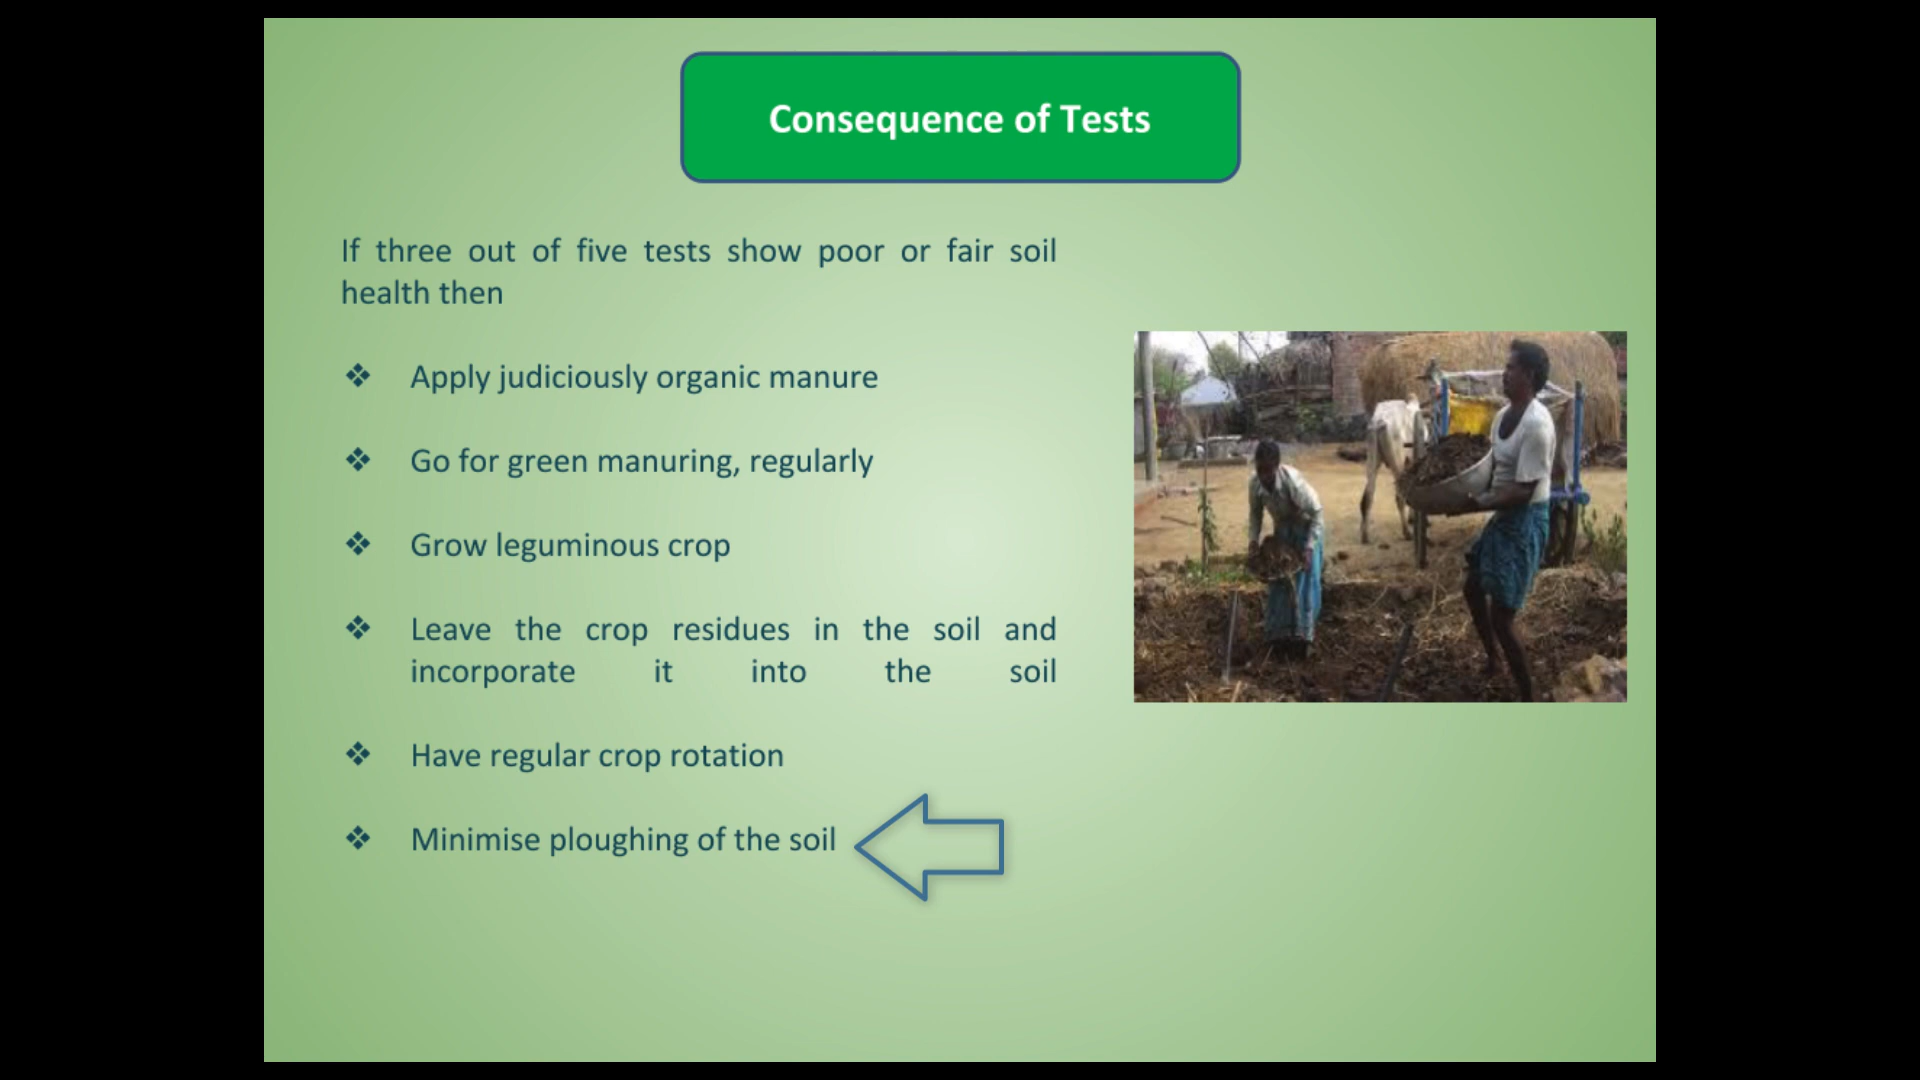 Consequence of Tests
If three out of five tests show poor or fair soil
health then
❖ Apply judiciously organic manure
❖ Go for green manuring, regularly
❖ Grow leguminous crop
❖ Leave the crop residues in the soil and
incorporate it into the soil
❖ Have regular crop rotation
❖ Minimise ploughing of the soil